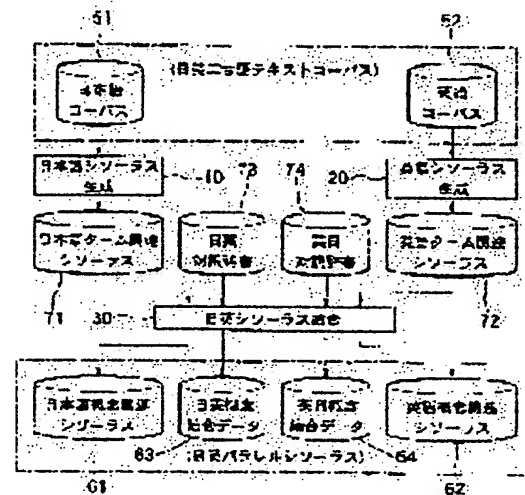 51
52
(日英二言語テキストコーパス)
日本語
コーパス
英語
コーパス
日本語シソーラス
生成
10
73
74
20
英語シソーラス
生成
日本語ターム関連
シソーラス
日英
対訳辞書
英日
対訳辞書
英語ターム関連
シソーラス
71
30
日英シソーラス結合
72
日本語概念関連
シソーラス
日英概念
結合データ
英日概念
結合データ
英語概念関連
シソーラス
63
(日英パラレルシソーラス)
64
61
62